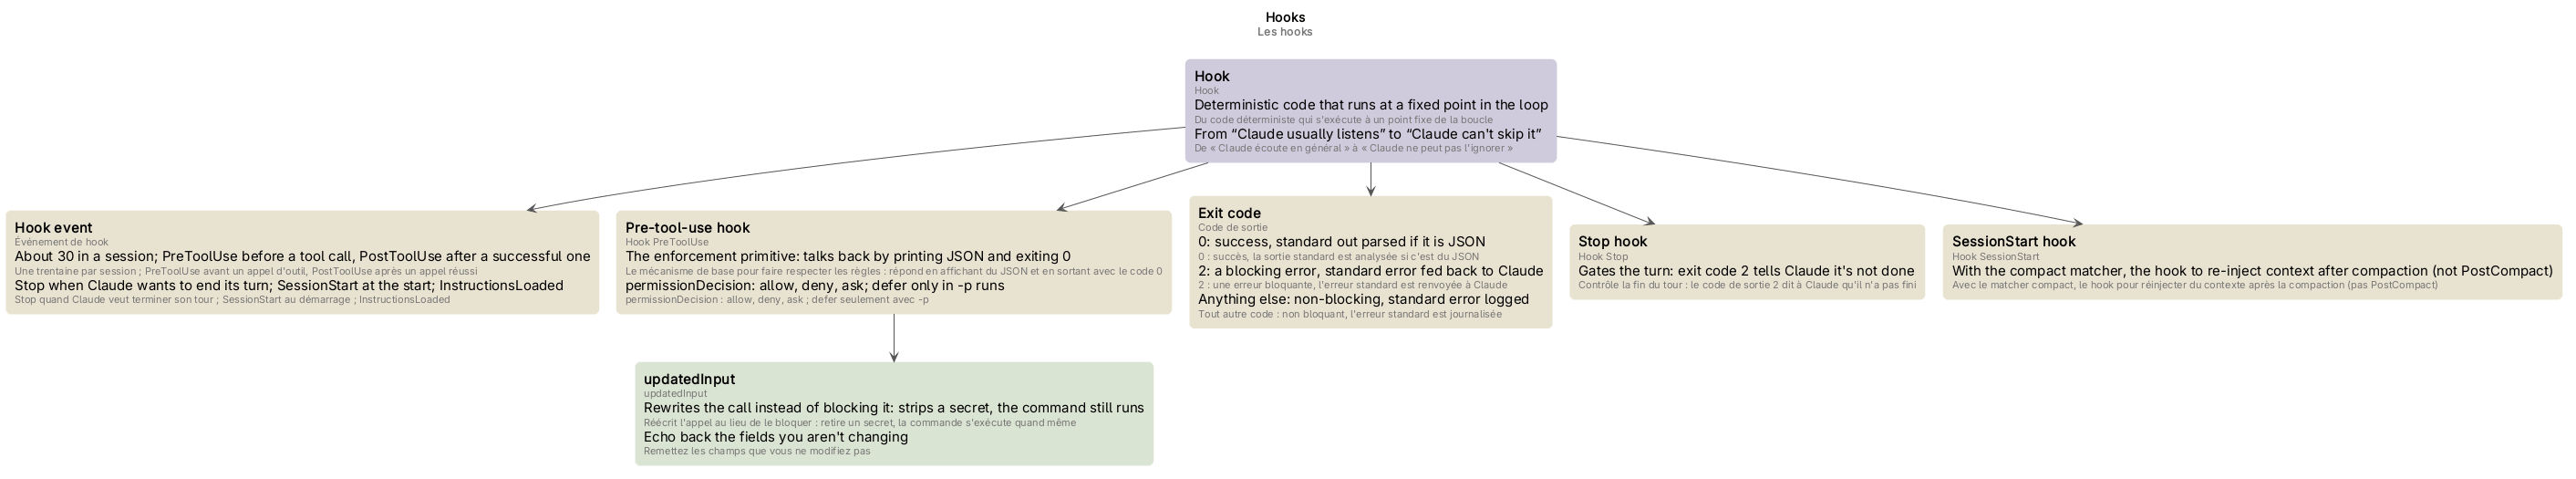 Hooks
Les hooks
Hook
Hook
Deterministic code that runs at a fixed point in the loop
Du code déterministe qui s'exécute à un point fixe de la boucle
From “Claude usually listens” to “Claude can't skip it”
De « Claude écoute en général » à « Claude ne peut pas l'ignorer »
Hook event
Événement de hook
About 30 in a session; PreToolUse before a tool call, PostToolUse after a successful one
Une trentaine par session ; PreToolUse avant un appel d'outil, PostToolUse après un appel réussi
Stop when Claude wants to end its turn; SessionStart at the start; InstructionsLoaded
Stop quand Claude veut terminer son tour ; SessionStart au démarrage ; InstructionsLoaded
Pre-tool-use hook
Hook PreToolUse
The enforcement primitive: talks back by printing JSON and exiting 0
Le mécanisme de base pour faire respecter les règles : répond en affichant du JSON et en sortant avec le code 0
permissionDecision: allow, deny, ask; defer only in -p runs
permissionDecision : allow, deny, ask ; defer seulement avec -p
Exit code
Code de sortie
0: success, standard out parsed if it is JSON
0 : succès, la sortie standard est analysée si c'est du JSON
2: a blocking error, standard error fed back to Claude
2 : une erreur bloquante, l'erreur standard est renvoyée à Claude
Anything else: non-blocking, standard error logged
Tout autre code : non bloquant, l'erreur standard est journalisée
Stop hook
Hook Stop
Gates the turn: exit code 2 tells Claude it's not done
Contrôle la fin du tour : le code de sortie 2 dit à Claude qu'il n'a pas fini
SessionStart hook
Hook SessionStart
With the compact matcher, the hook to re-inject context after compaction (not PostCompact)
Avec le matcher compact, le hook pour réinjecter du contexte après la compaction (pas PostCompact)
updatedInput
updatedInput
Rewrites the call instead of blocking it: strips a secret, the command still runs
Réécrit l'appel au lieu de le bloquer : retire un secret, la commande s'exécute quand même
Echo back the fields you aren't changing
Remettez les champs que vous ne modifiez pas